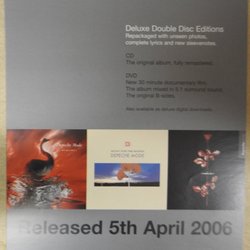 Deluxe Double Disc Editions
Repackaged with unseen photos,
complete lyrics and new sleevenotes.
CD
The original album, fully remastered.
DVD
New 30 minute documentary film.
The album mixed in 5.1 surround sound.
The original B-sides.
Also available as deluxe digital downloads.
Depeche Mode
DEPECHE MODE
Released 5th April 2006